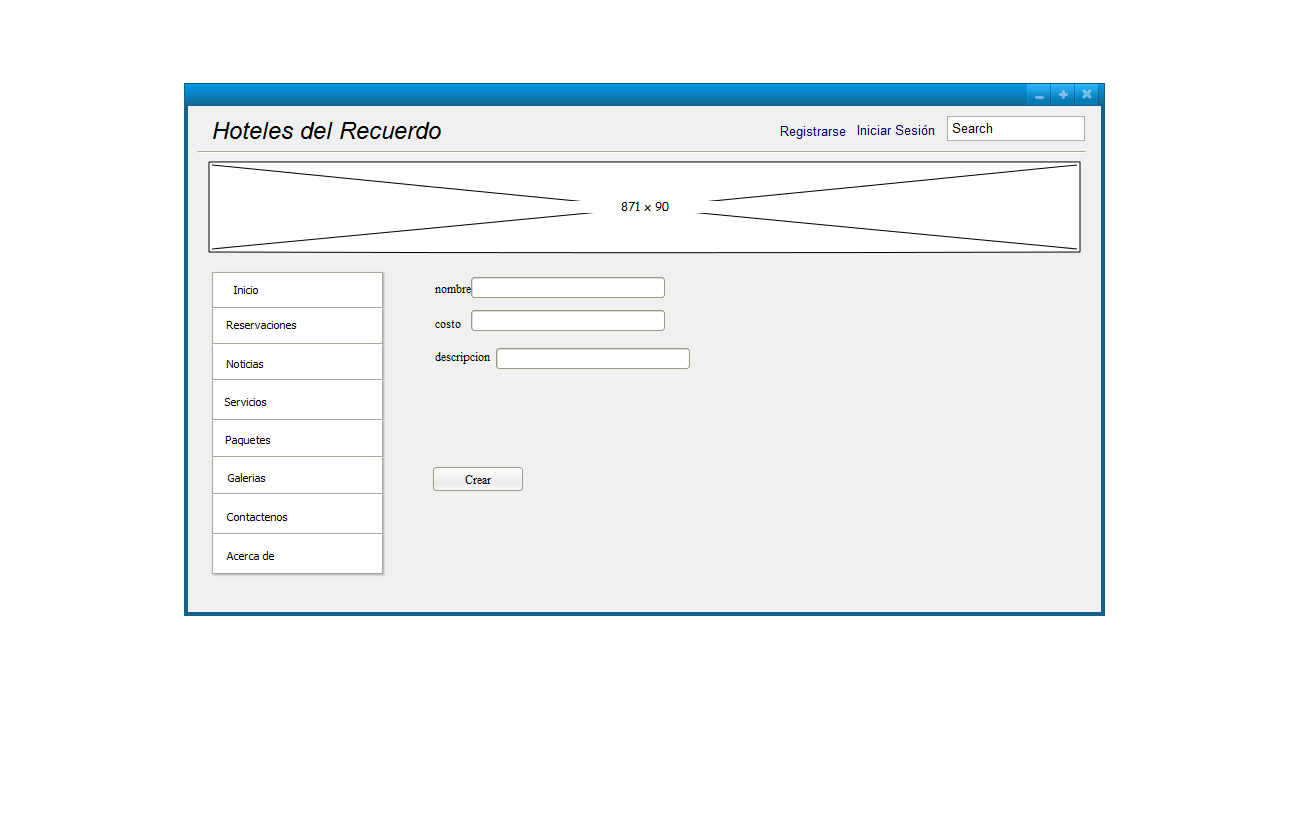 Hoteles del Recuerdo
Registrarse Iniciar Sesión Search
871 x 90
Inicio
Reservaciones
Noticias
Servicios
Paquetes
Galerias
Contactenos
Acerca de
nombre
costo
descripcion
Crear